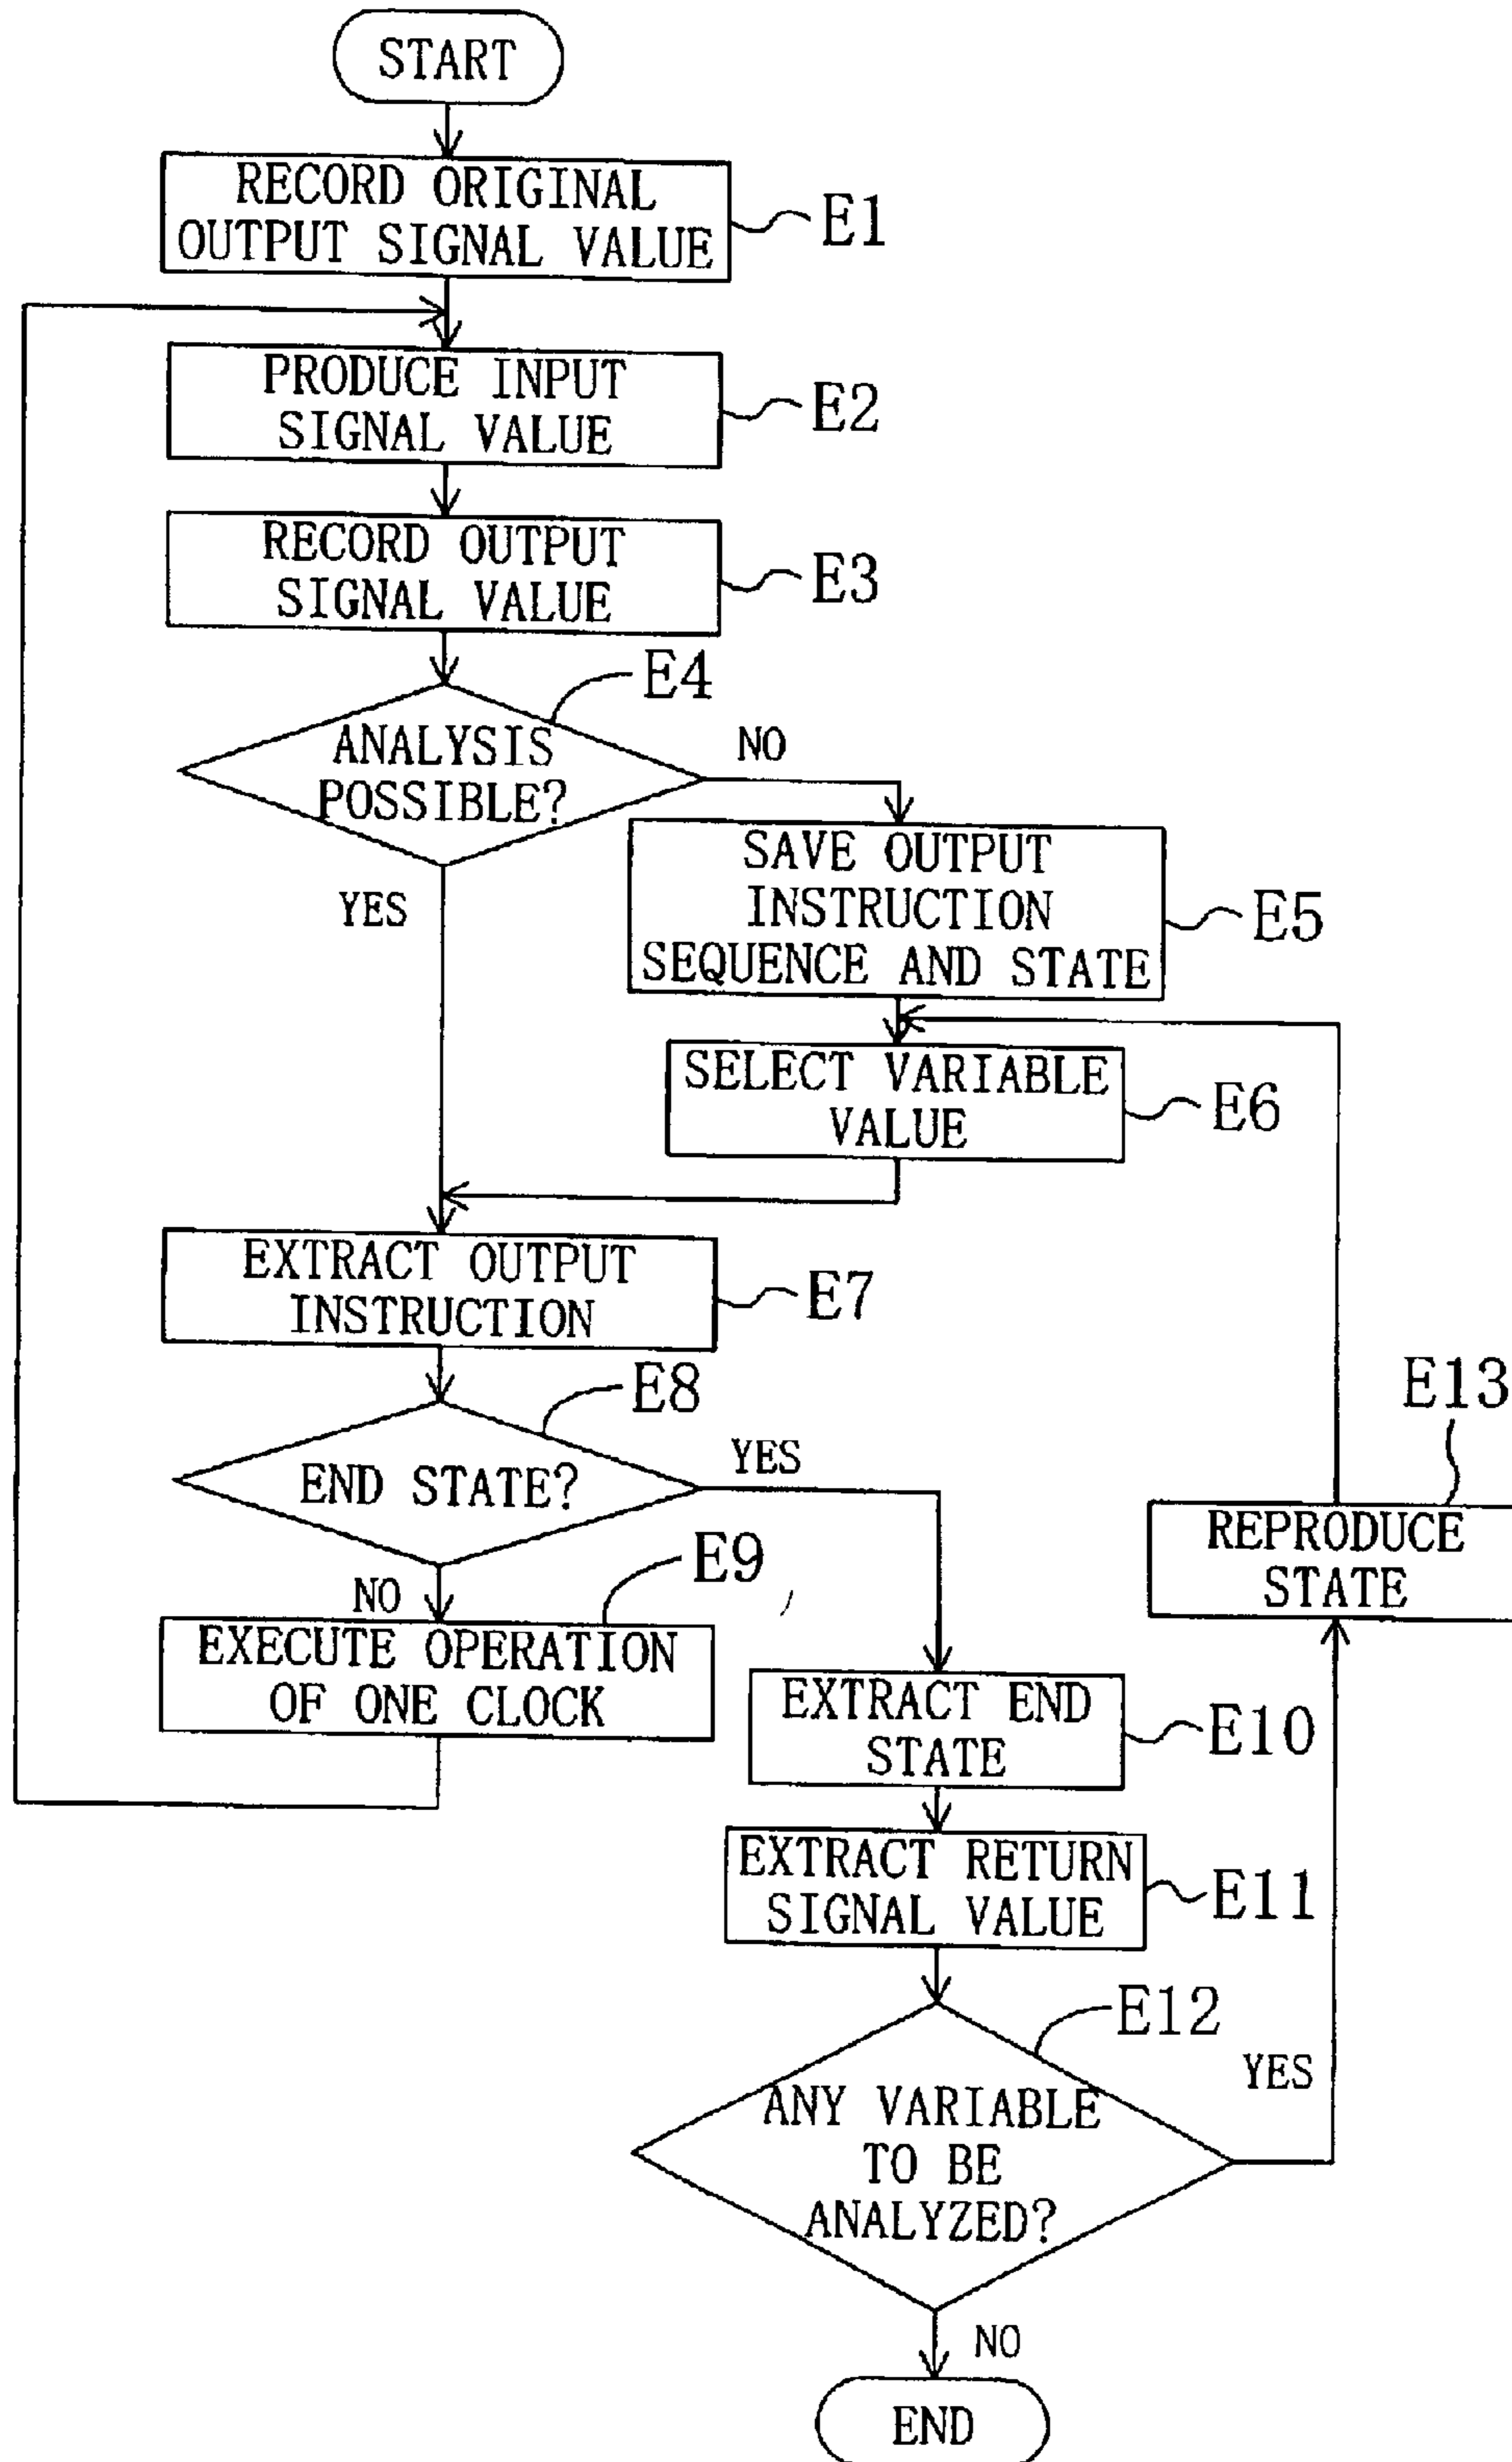 START
RECORD ORIGINAL
OUTPUT SIGNAL VALUE
E1
PRODUCE INPUT
SIGNAL VALUE
E2
RECORD OUTPUT
SIGNAL VALUE
E3
E4
ANALYSIS
POSSIBLE?
NO
YES
SAVE OUTPUT
INSTRUCTION
SEQUENCE AND STATE
E5
SELECT VARIABLE
VALUE
E6
EXTRACT OUTPUT
INSTRUCTION
E7
E8
END STATE?
YES
NO
E9
EXECUTE OPERATION
OF ONE CLOCK
E13
REPRODUCE
STATE
EXTRACT END
STATE
E10
EXTRACT RETURN
SIGNAL VALUE
E11
E12
ANY VARIABLE
TO BE
ANALYZED?
YES
NO
END